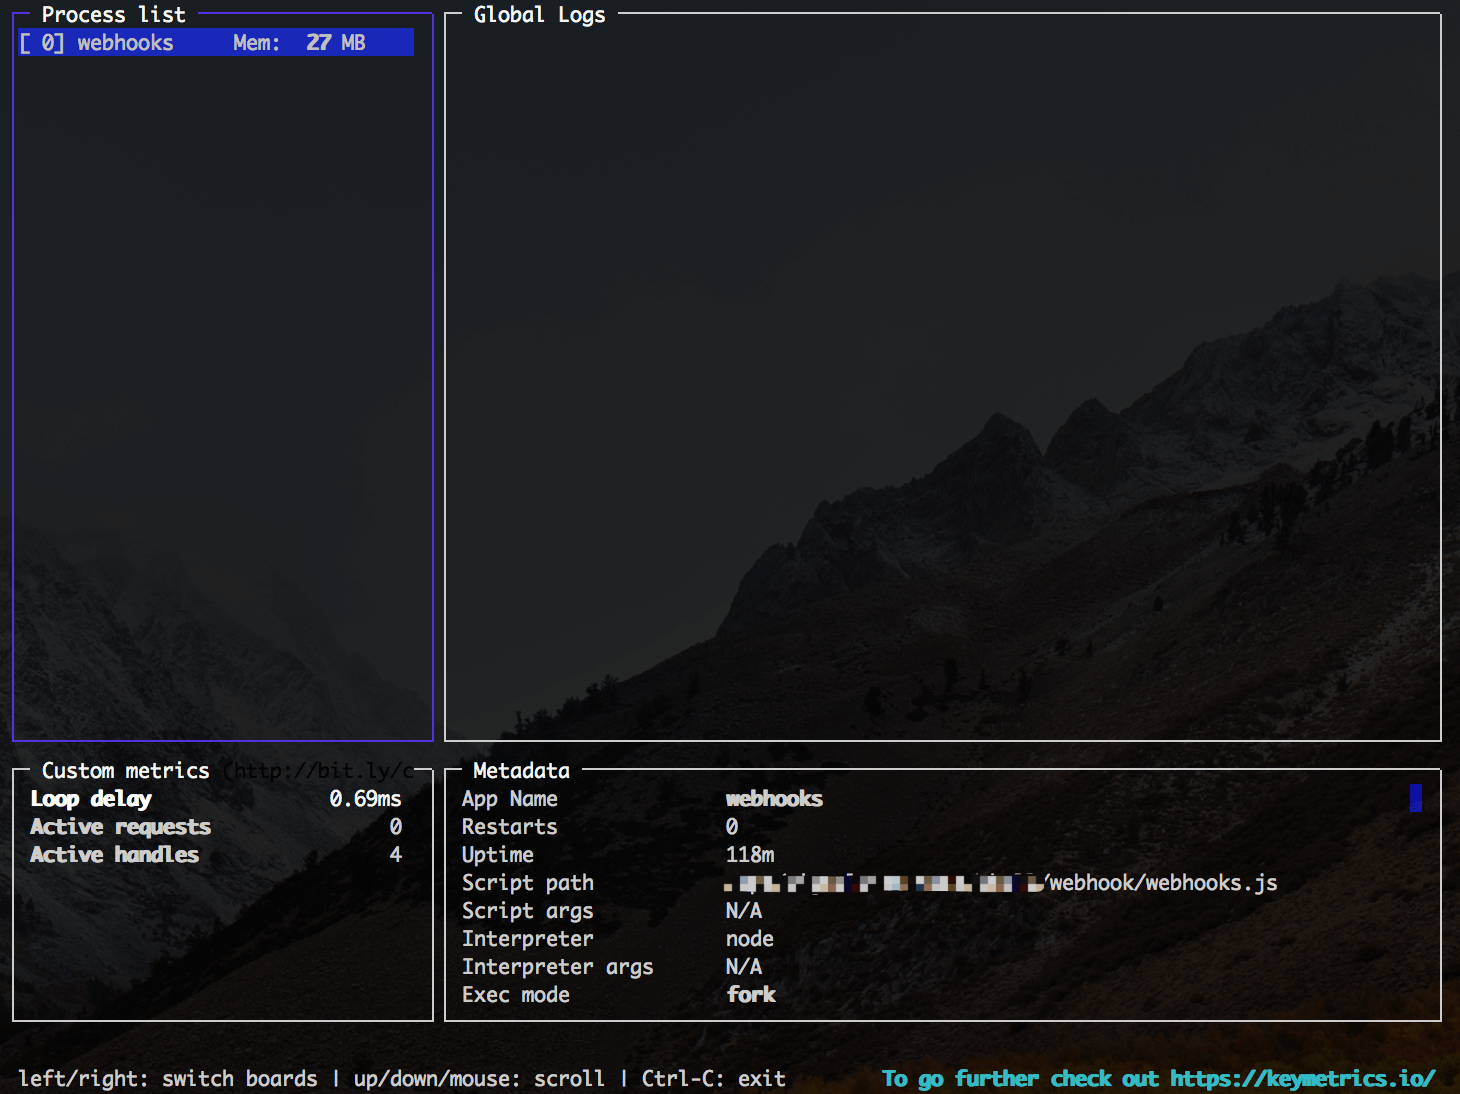 Process list
[ 0] webhooks Mem: 27 MB
Global Logs
Custom metrics (http://bit.ly/c
Loop delay 0.69ms
Active requests 0
Active handles 4
Metadata
App Name webhooks
Restarts 0
Uptime 118m
Script path /webhook/webhooks.js
Script args N/A
Interpreter node
Interpreter args N/A
Exec mode fork
left/right: switch boards | up/down/mouse: scroll | Ctrl-C: exit
To go further check out https://keymetrics.io/